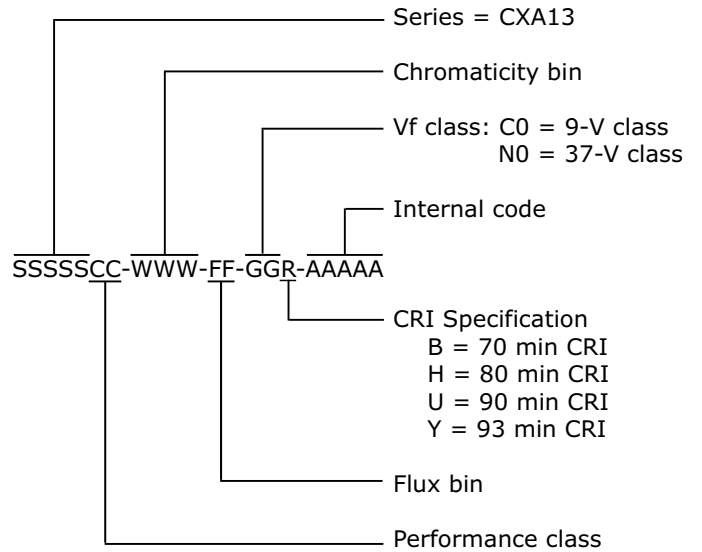 Series = CXA13
Chromaticity bin
Vf class: C0 = 9-V class
N0 = 37-V class
Internal code
SSSSSCC-WWW-FF-GGR-AAAAA
CRI Specification
B = 70 min CRI
H = 80 min CRI
U = 90 min CRI
Y = 93 min CRI
Flux bin
Performance class